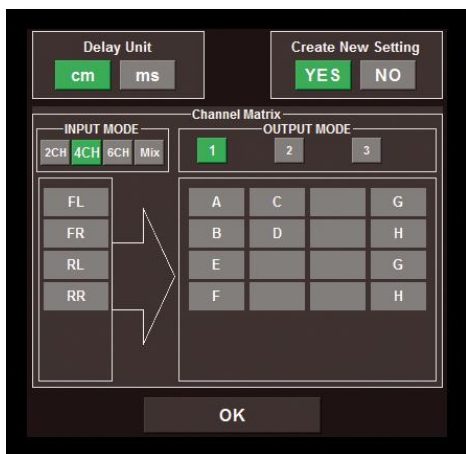 Delay Unit
cm ms
Create New Setting
YES NO
Channel Matrix
INPUT MODE
2CH 4CH 6CH Mix
OUTPUT MODE
1 2 3
FL
FR
RL
RR
A C G
B D H
E G
F H
OK